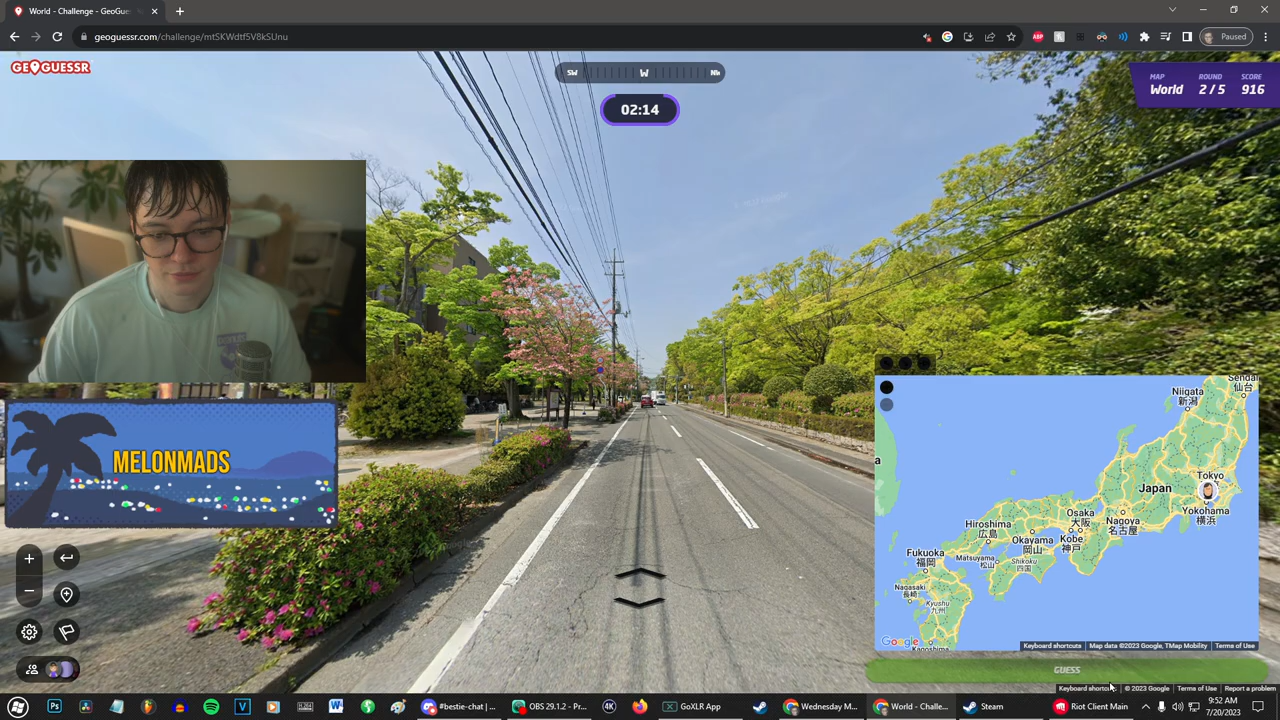 World - Challenge - GeoGues
geoguessr.com/challenge/mtSKWdtf5V8kSUnu
Paused
GEOGUESSR
SW
W
NW
02:14
MAP
World
ROUND
2 / 5
SCORE
916
MELONMADS
Sendai
仙台
Niigata
新潟
Tokyo
Japan
Yokohama
横浜
Osaka
大阪
Nagoya
名古屋
Hiroshima
広島
Okayama
岡山
Kobe
神戸
Fukuoka
福岡
Matsuyama
松山
Shikoku
四国
Nagasaki
長崎
Kyushu
九州
Kagoshima
Google
Keyboard shortcuts
Map data ©2023 Google, TMap Mobility
Terms of Use
GUESS
Keyboard shortcuts
© 2023 Google
Terms of Use
Report a problem
#bestie-chat | ...
OBS 29.1.2 - Pr...
4K
GoXLR App
Wednesday M...
World - Challe...
Steam
Riot Client Main
9:52 AM
7/20/2023